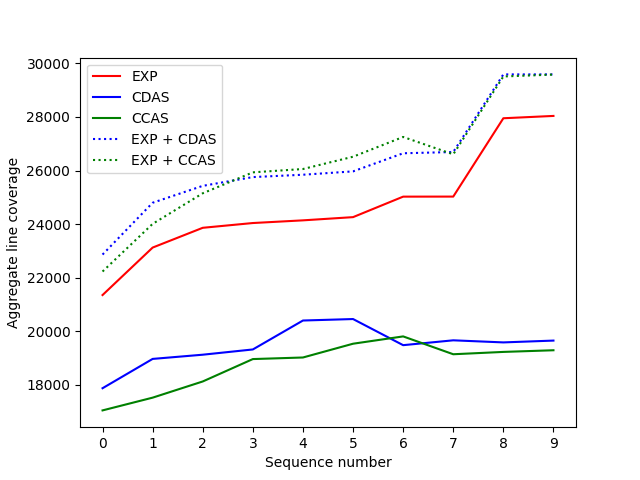 30000
28000
26000
24000
22000
20000
18000
Aggregate line coverage
EXP
CDAS
CCAS
EXP + CDAS
EXP + CCAS
0 1 2 3 4 5 6 7 8 9
Sequence number